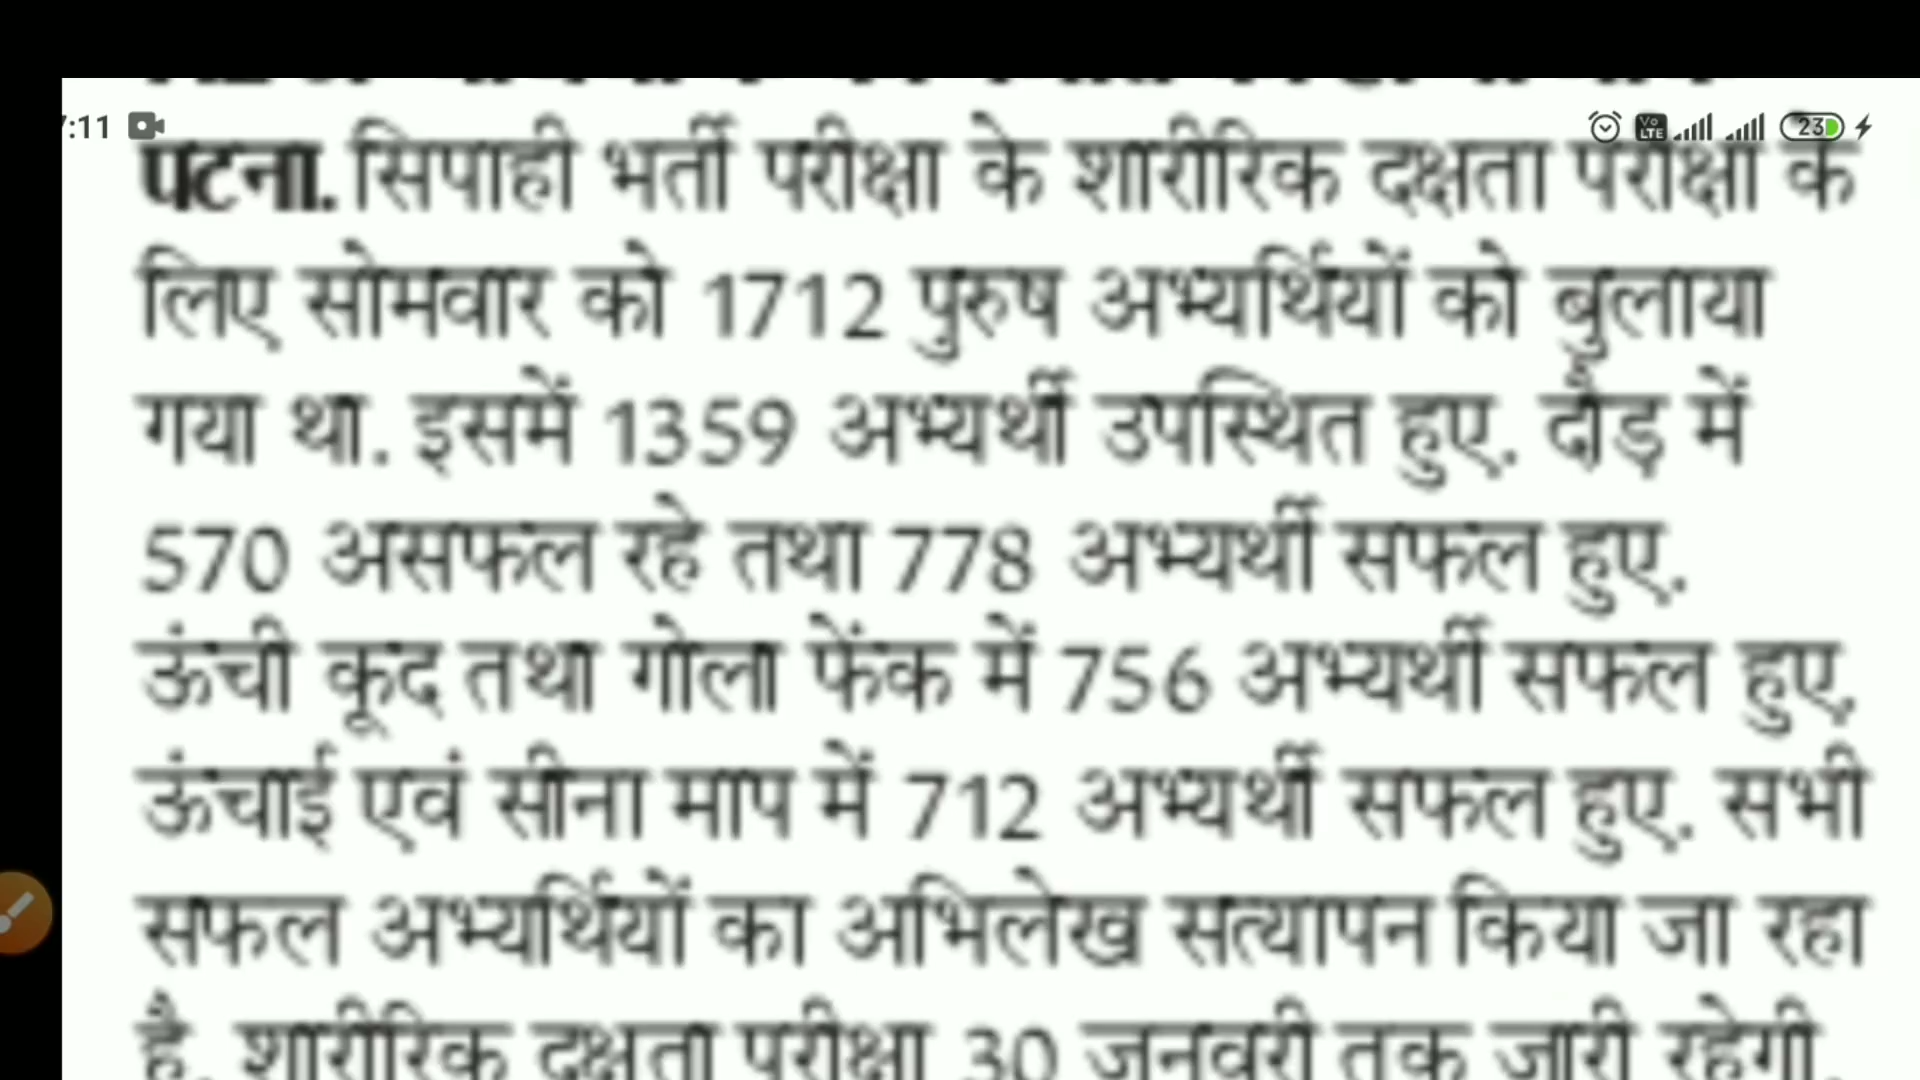 :11 23
पटना. सिपाही भर्ती परीक्षा के शारीरिक दक्षता परीक्षा के
लिए सोमवार को 1712 पुरुष अभ्यर्थियों को बुलाया
गया था. इसमें 1359 अभ्यर्थी उपस्थित हुए. दौड़ में
570 असफल रहे तथा 778 अभ्यर्थी सफल हुए.
ऊंची कूद तथा गोला फेंक में 756 अभ्यर्थी सफल हुए.
ऊंचाई एवं सीना माप में 712 अभ्यर्थी सफल हुए. सभी
सफल अभ्यर्थियों का अभिलेख सत्यापन किया जा रहा
है. शारीरिक दक्षता परीक्षा 30 जनवरी तक जारी रहेगी.